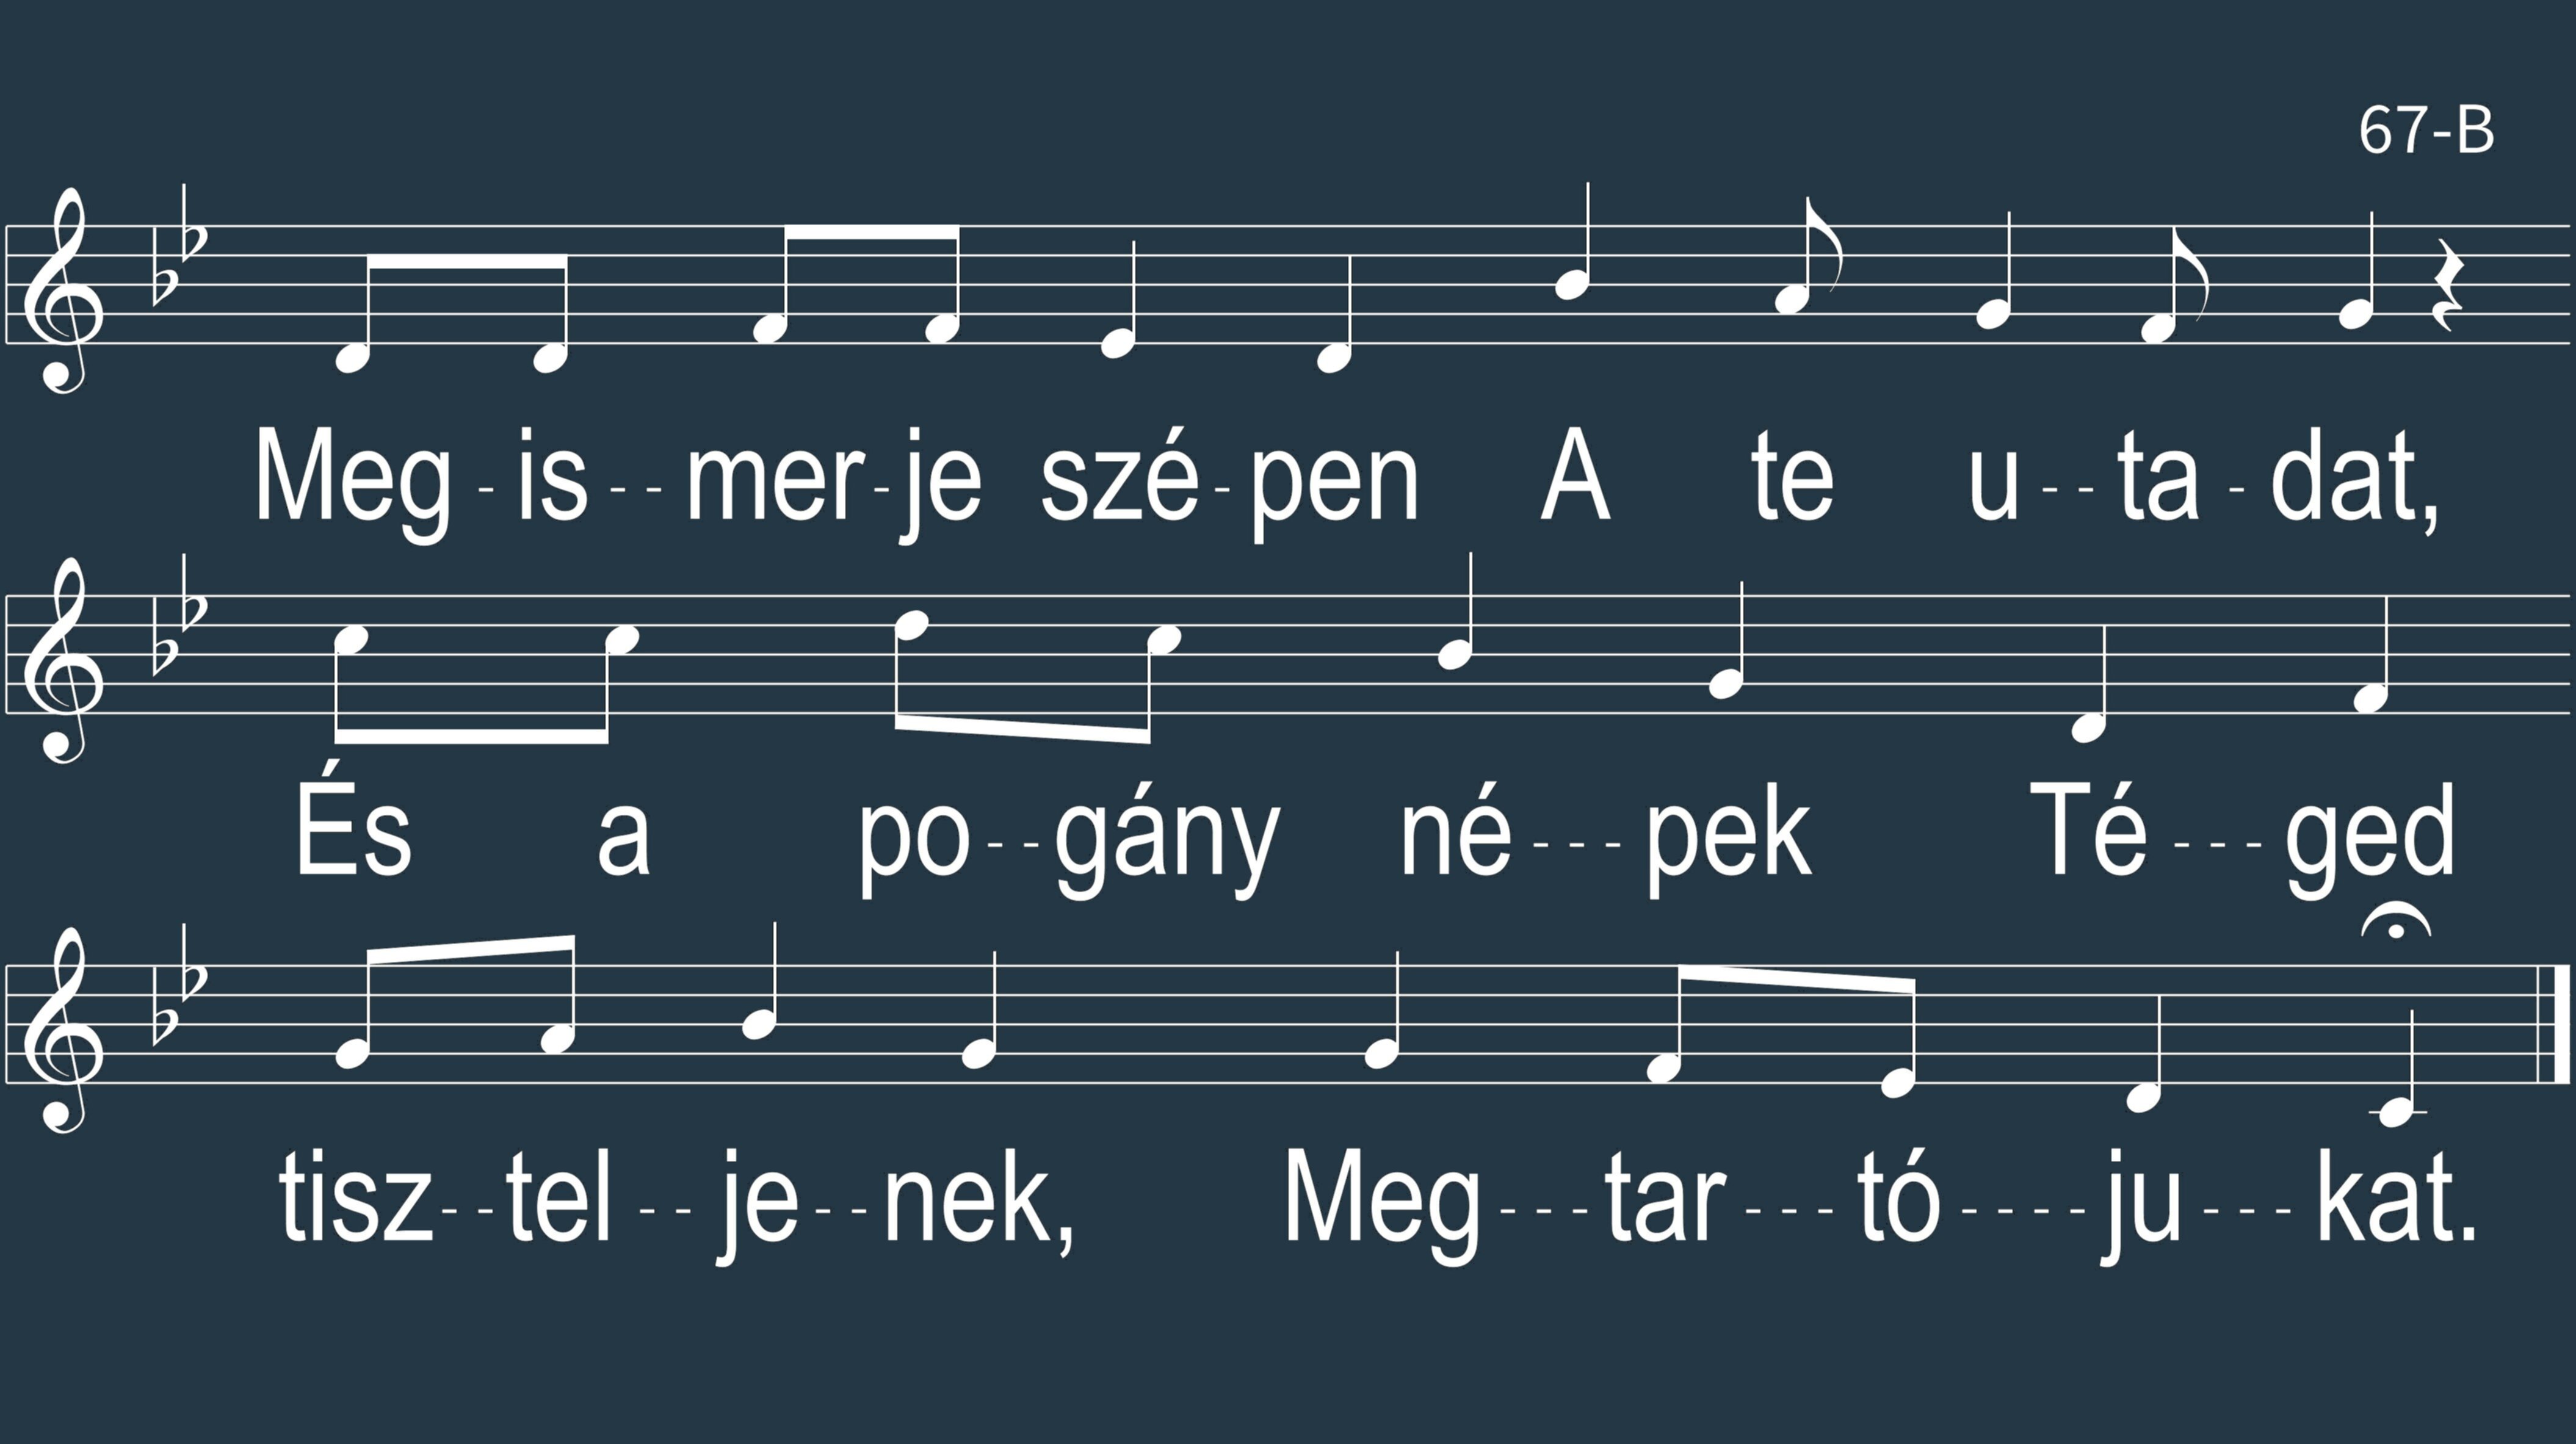 67-B
Meg-is--mer-je szé-pen A te u--ta-dat,
És a po--gány né---pek Té---ged
tisz--tel--je--nek, Meg---tar---tó----ju---kat.